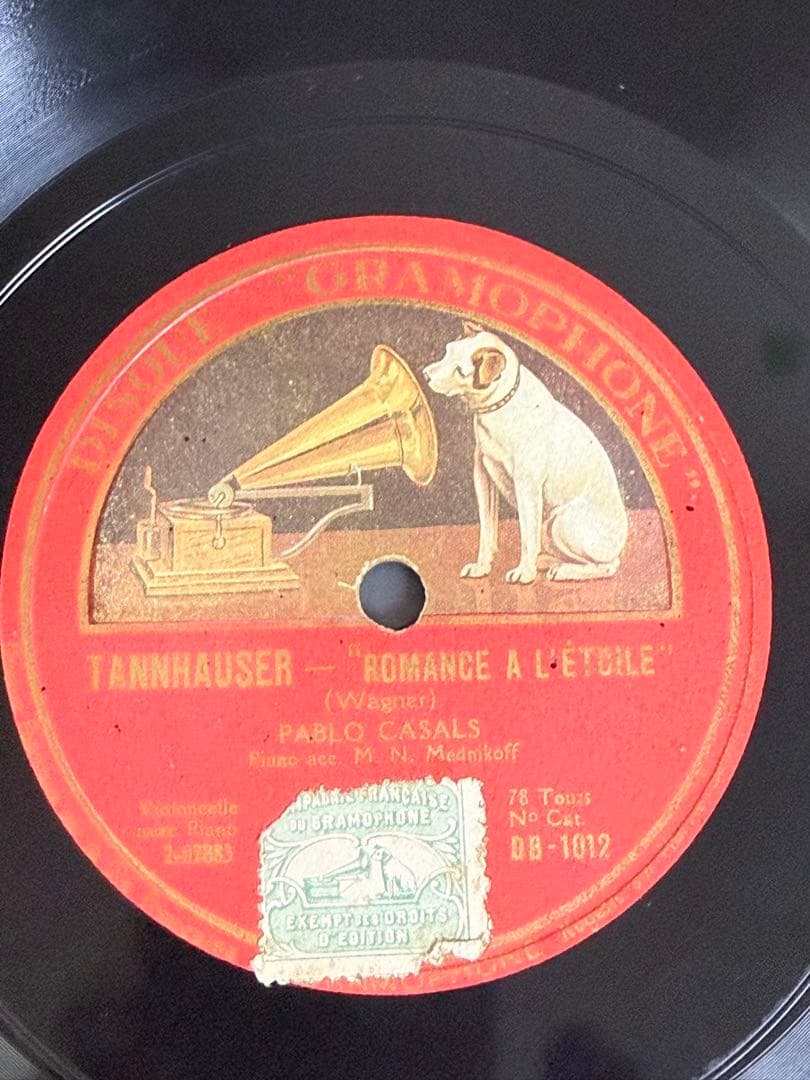 DISQUE "GRAMOPHONE"
TANNHAUSER — "ROMANCE A L'ÉTOILE"
(Wagner)
PABLO CASALS
Piano acc. M. N. Mednikoff
Violoncelle
avec Piano
78 Tours
No Cat.
DB-1012
FRANÇAISE
DU GRAMOPHONE
EXEMPT DES DROITS
D'EDITION